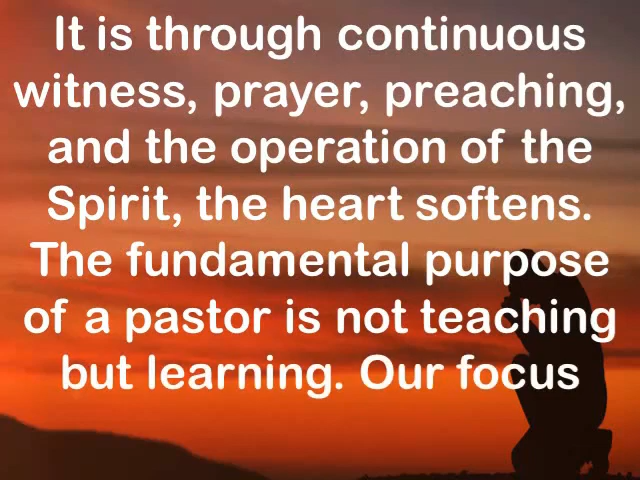 It is through continuous
witness, prayer, preaching,
and the operation of the
Spirit, the heart softens.
The fundamental purpose
of a pastor is not teaching
but learning. Our focus